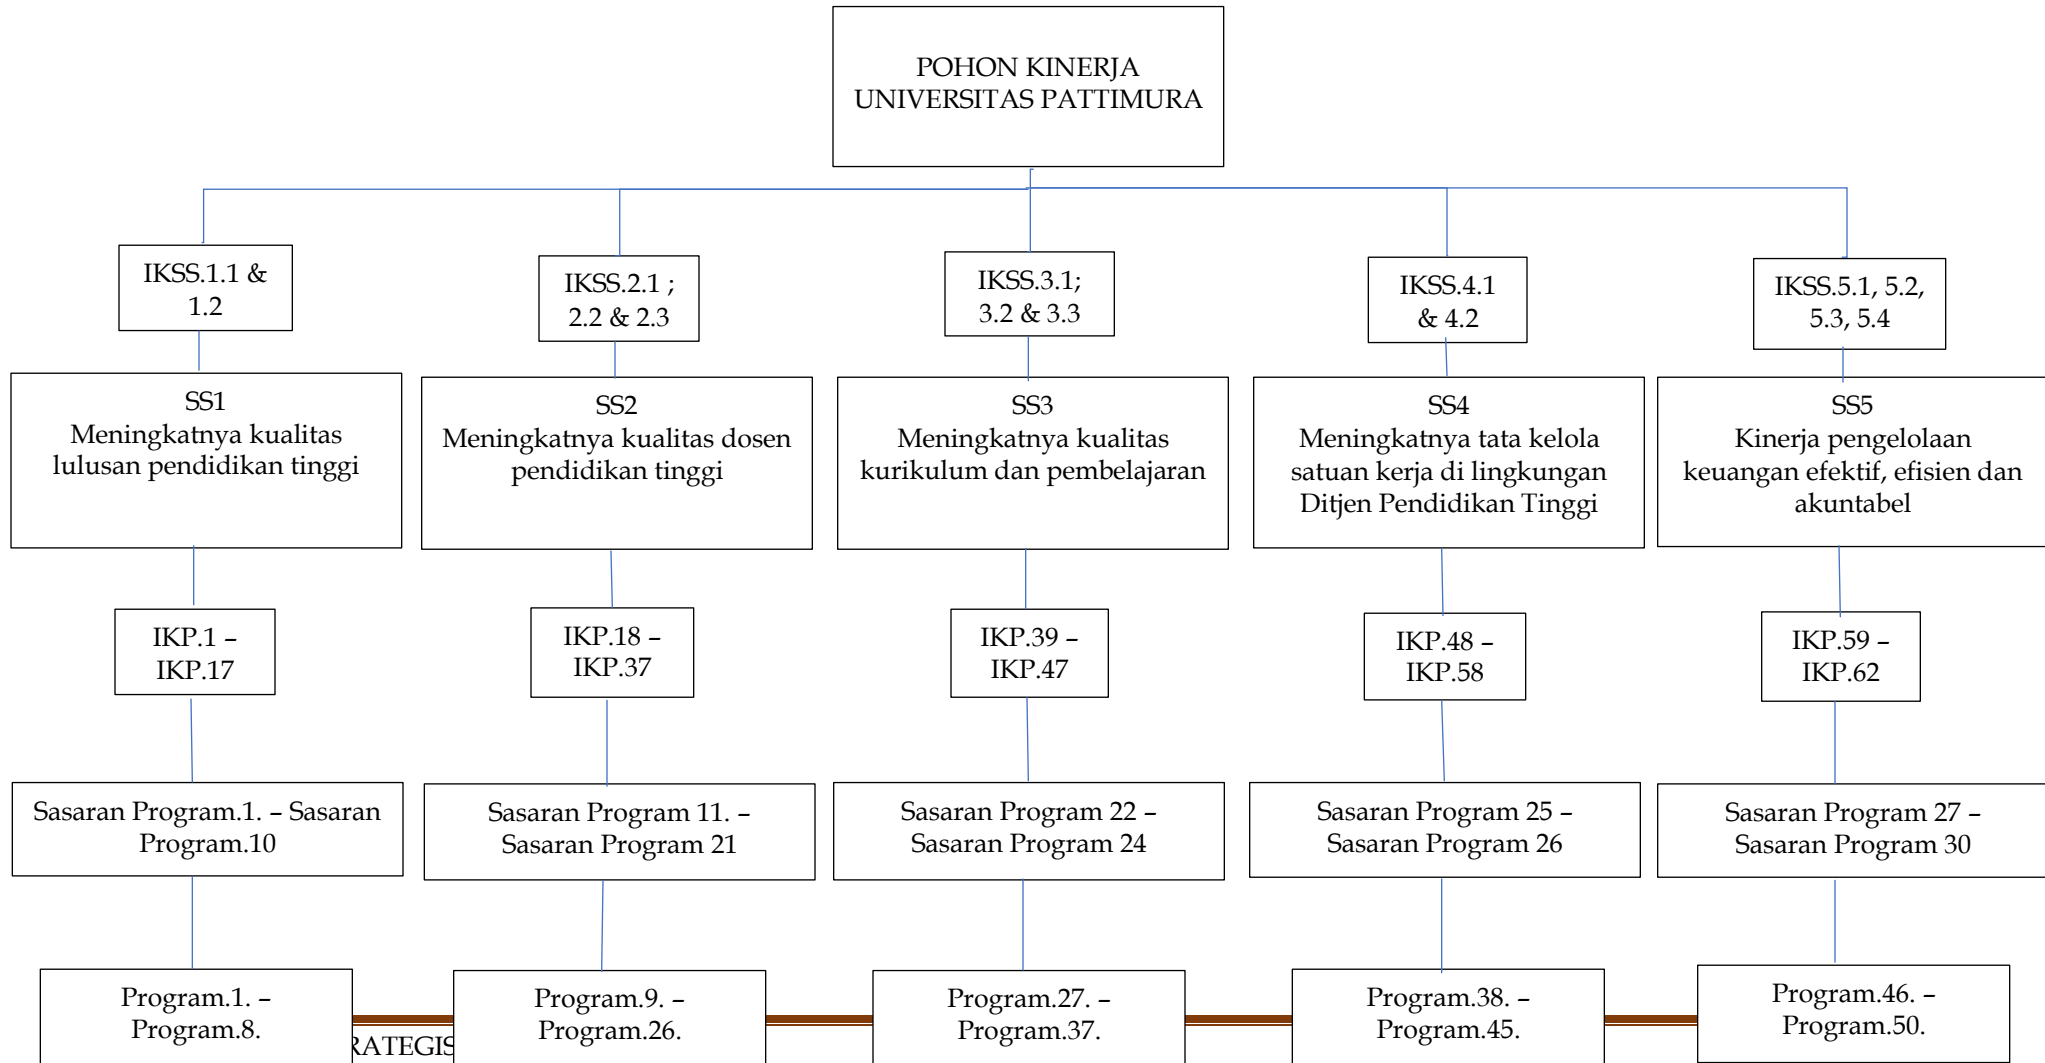 POHON KINERJA
UNIVERSITAS PATTIMURA
IKSS.1.1 &
1.2
IKSS.2.1 ;
2.2 & 2.3
IKSS.3.1;
3.2 & 3.3
IKSS.4.1
& 4.2
IKSS.5.1, 5.2,
5.3, 5.4
SS1
Meningkatnya kualitas
lulusan pendidikan tinggi
SS2
Meningkatnya kualitas dosen
pendidikan tinggi
SS3
Meningkatnya kualitas
kurikulum dan pembelajaran
SS4
Meningkatnya tata kelola
satuan kerja di lingkungan
Ditjen Pendidikan Tinggi
SS5
Kinerja pengelolaan
keuangan efektif, efisien dan
akuntabel
IKP.1 –
IKP.17
IKP.18 –
IKP.37
IKP.39 –
IKP.47
IKP.48 –
IKP.58
IKP.59 –
IKP.62
Sasaran Program.1. – Sasaran
Program.10
Sasaran Program 11. –
Sasaran Program 21
Sasaran Program 22 –
Sasaran Program 24
Sasaran Program 25 –
Sasaran Program 26
Sasaran Program 27 –
Sasaran Program 30
Program.1. –
Program.8.
Program.9. –
Program.26.
Program.27. –
Program.37.
Program.38. –
Program.45.
Program.46. –
Program.50.